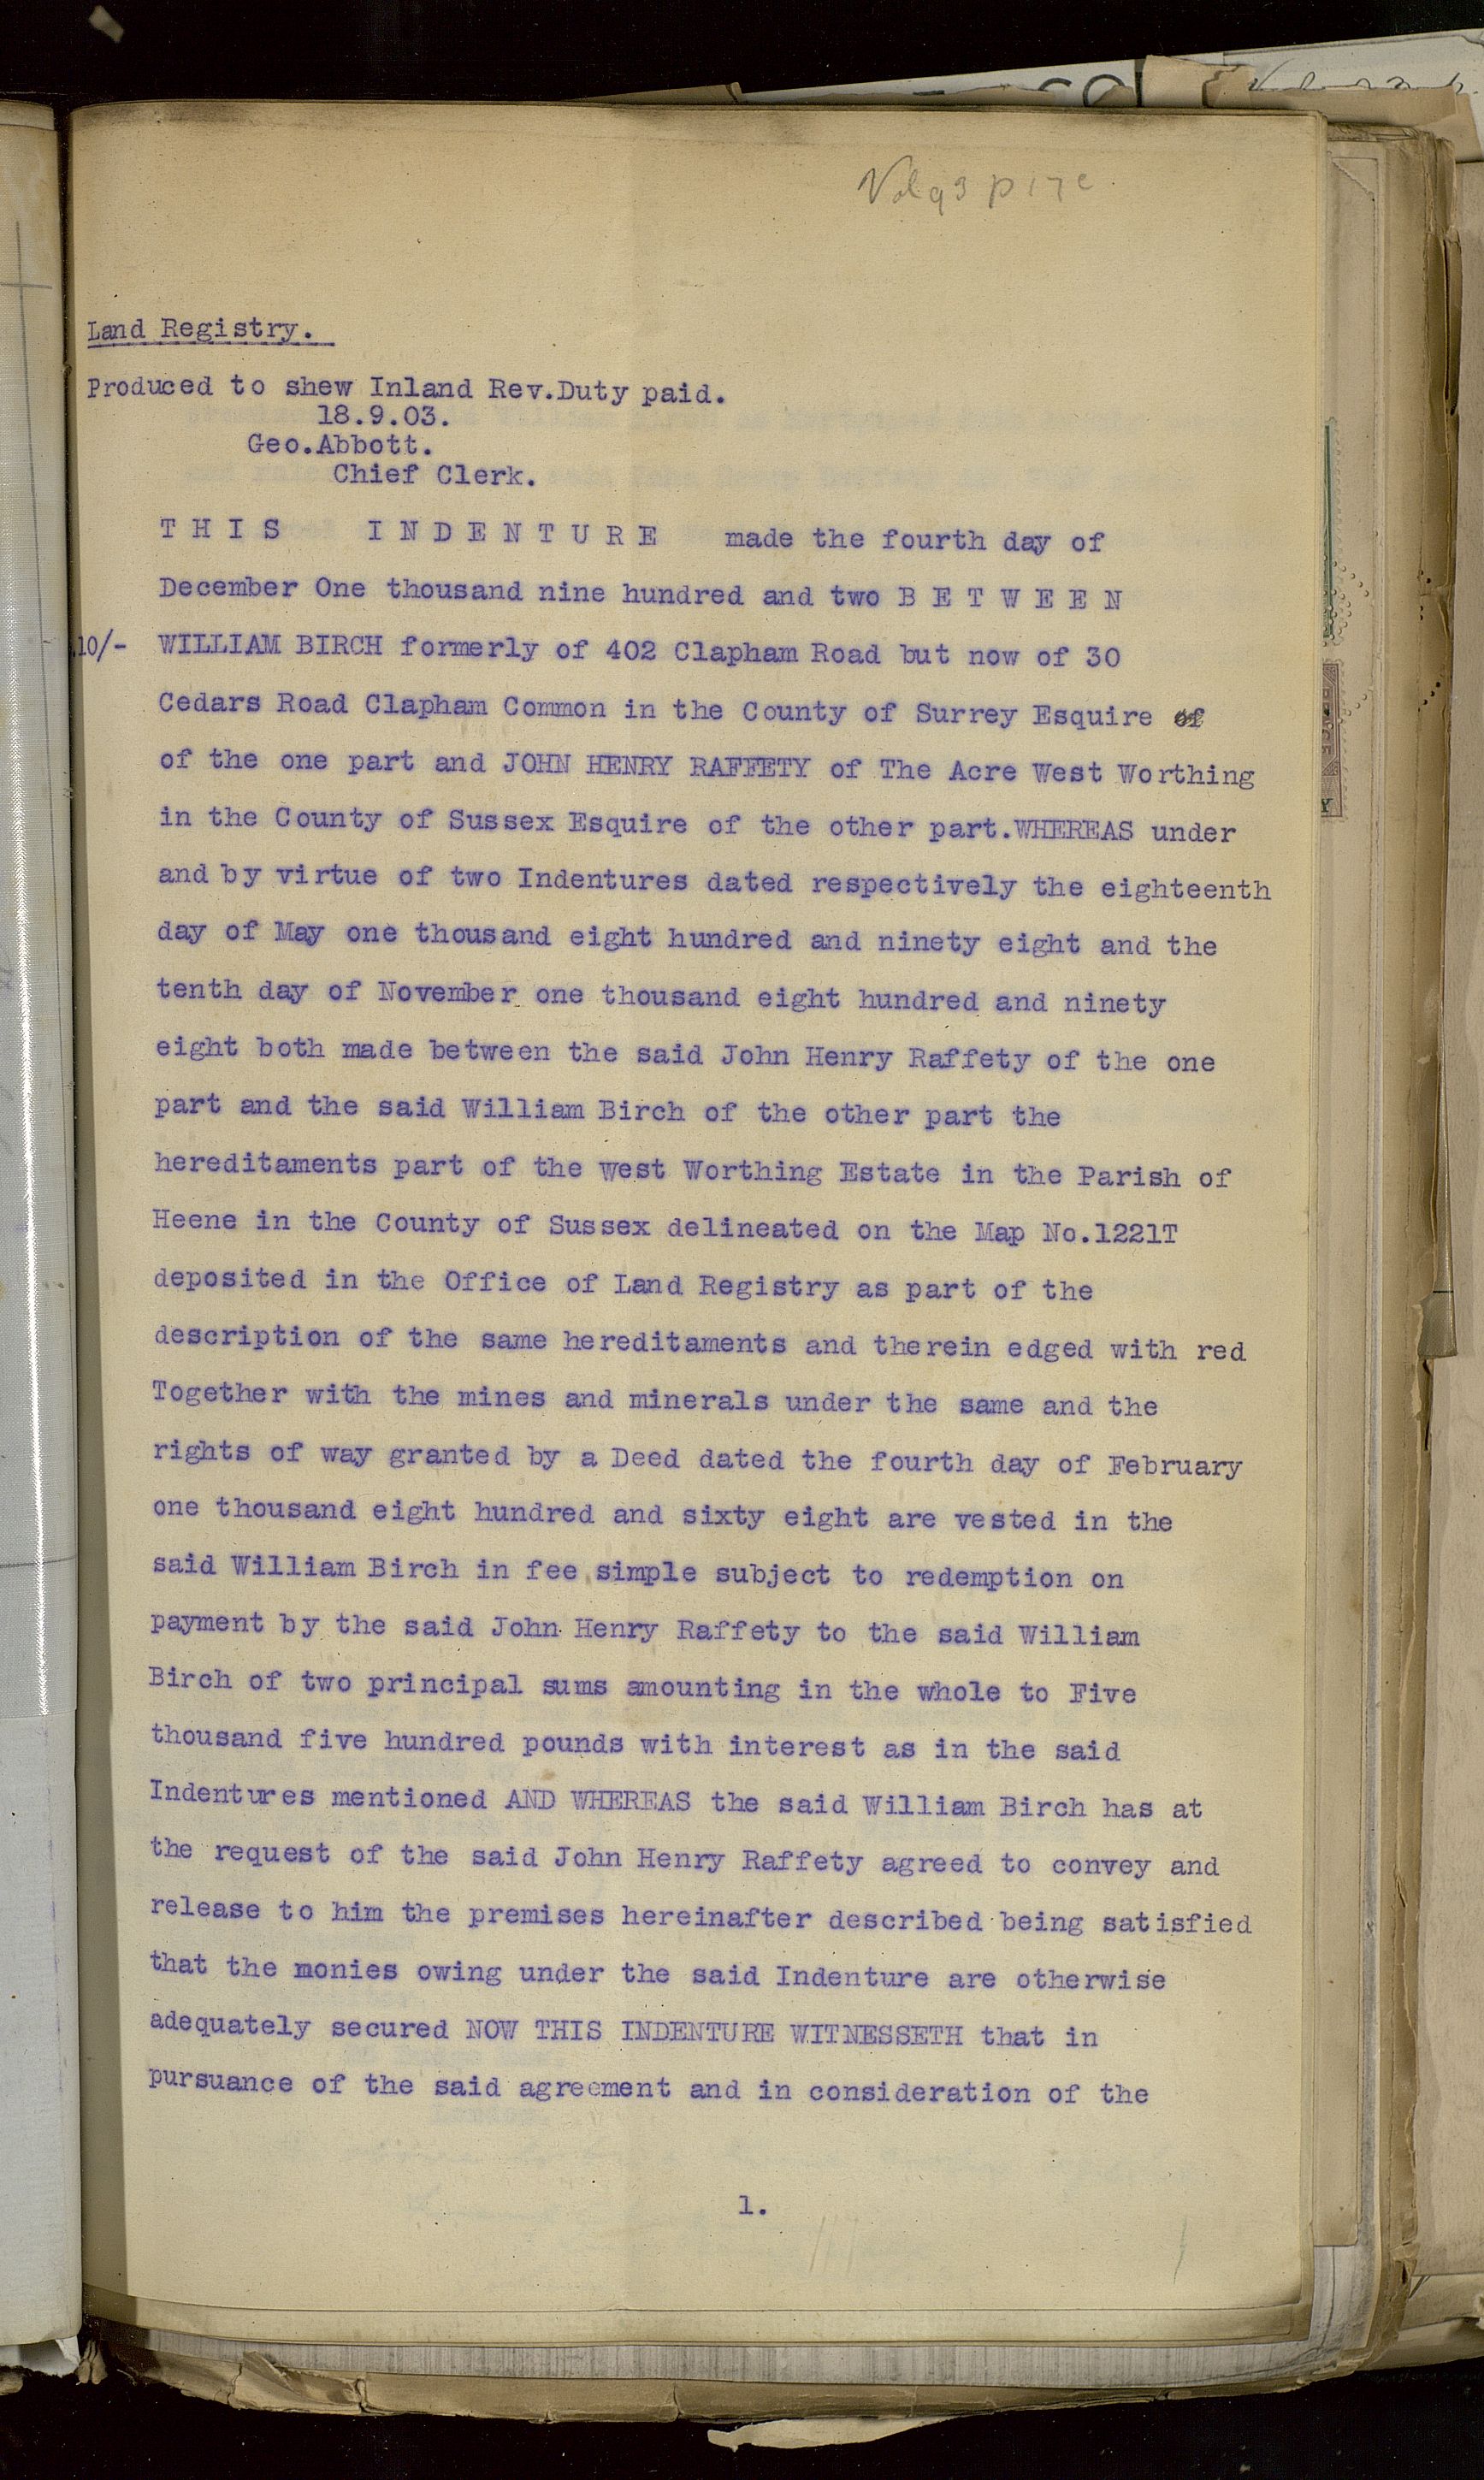 Land Registry.
Produced to shew Inland Rev.Duty paid.
18.9.03.
Geo.Abbott.
Chief Clerk.
T H I S I N D E N T U R E made the fourth day of
December One thousand nine hundred and two B E T W E E N
10/- WILLIAM BIRCH formerly of 402 Clapham Road but now of 30
Cedars Road Clapham Common in the County of Surrey Esquire of
of the one part and JOHN HENRY RAFFETY of The Acre West Worthing
in the County of Sussex Esquire of the other part.WHEREAS under
and by virtue of two Indentures dated respectively the eighteenth
day of May one thousand eight hundred and ninety eight and the
tenth day of November one thousand eight hundred and ninety
eight both made between the said John Henry Raffety of the one
part and the said William Birch of the other part the
hereditaments part of the west Worthing Estate in the Parish of
Heene in the County of Sussex delineated on the Map No.1221T
deposited in the Office of Land Registry as part of the
description of the same hereditaments and therein edged with red
Together with the mines and minerals under the same and the
rights of way granted by a Deed dated the fourth day of February
one thousand eight hundred and sixty eight are vested in the
said William Birch in fee simple subject to redemption on
payment by the said John Henry Raffety to the said William
Birch of two principal sums amounting in the whole to Five
thousand five hundred pounds with interest as in the said
Indentures mentioned AND WHEREAS the said William Birch has at
the request of the said John Henry Raffety agreed to convey and
release to him the premises hereinafter described being satisfied
that the monies owing under the said Indenture are otherwise
adequately secured NOW THIS INDENTURE WITNESSETH that in
pursuance of the said agreement and in consideration of the
1.